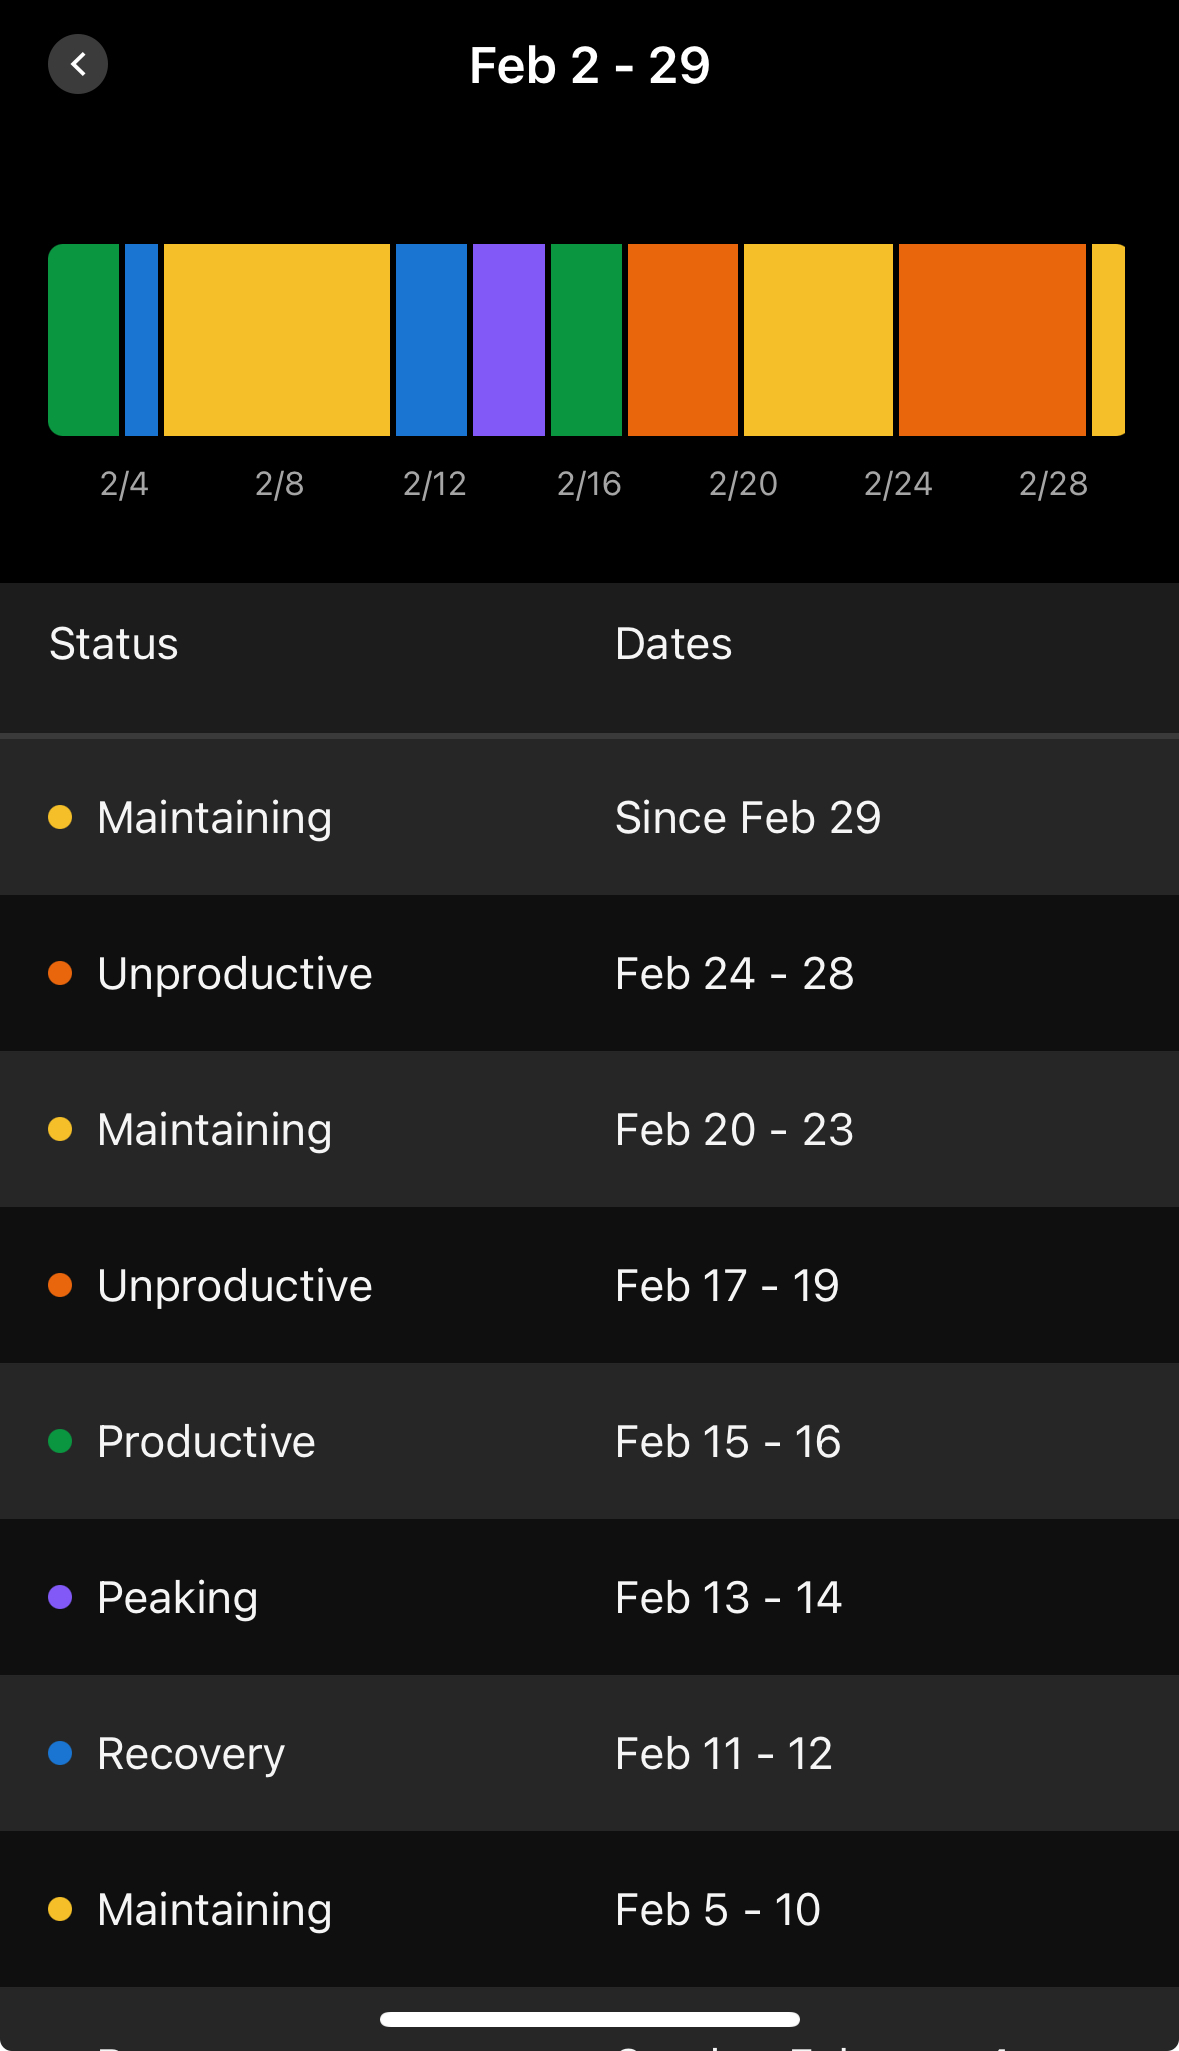 Feb 2 - 29
2/4 2/8 2/12 2/16 2/20 2/24 2/28
Status Dates
Maintaining Since Feb 29
Unproductive Feb 24 - 28
Maintaining Feb 20 - 23
Unproductive Feb 17 - 19
Productive Feb 15 - 16
Peaking Feb 13 - 14
Recovery Feb 11 - 12
Maintaining Feb 5 - 10